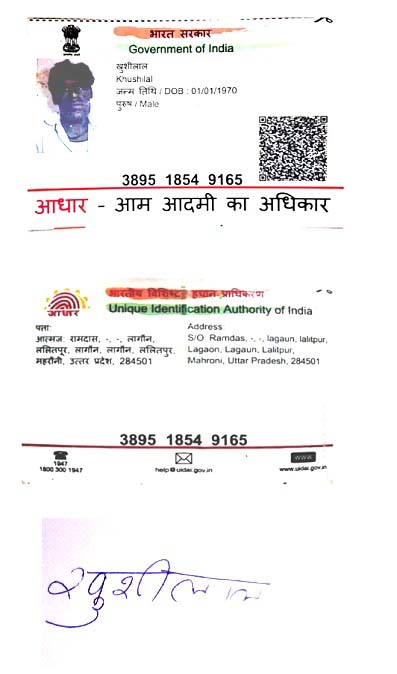 भारत सरकार
Government of India
खुशीलाल
Khushilal
जन्म तिथि / DOB : 01/01/1970
पुरुष / Male
3895 1854 9165
आधार - आम आदमी का अधिकार
भारतीय विशिष्ट पहचान प्राधिकरण
Unique Identification Authority of India
आधार
पता:
आत्मज: रामदास, -, -, लागौन,
ललितपूर, लागौन, लागौन, ललितपुर,
महरौनी, उत्तर प्रदेश, 284501
Address:
S/O: Ramdas, -, -, lagaun, lalitpur,
Lagaon, Lagaun, Lalitpur,
Mahroni, Uttar Pradesh, 284501
3895 1854 9165
1947
1800 300 1947
help@uidai.gov.in
www
www.uidai.gov.in
खुशीलाल